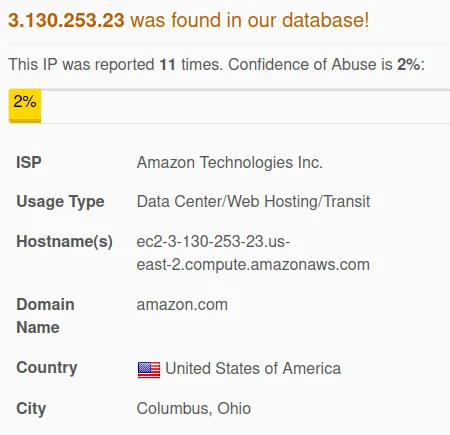 3.130.253.23 was found in our database!
This IP was reported 11 times. Confidence of Abuse is 2%:
2%
ISP Amazon Technologies Inc.
Usage Type Data Center/Web Hosting/Transit
Hostname(s) ec2-3-130-253-23.us-
east-2.compute.amazonaws.com
Domain amazon.com
Name
Country United States of America
City Columbus, Ohio